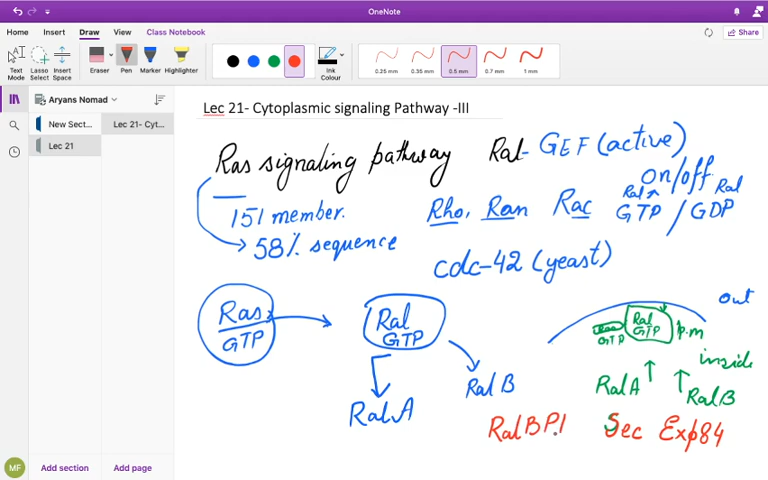 OneNote
Home Insert Draw View Class Notebook
Share
Text Mode
Lasso Select
Insert Space
Eraser
Pen
Marker
Highlighter
Ink Colour
0.25 mm
0.35 mm
0.5 mm
0.7 mm
1 mm
Aryans Nomad
New Sect...
Lec 21- Cyt...
Lec 21
Lec 21- Cytoplasmic signaling Pathway -III
Ras signaling pathway Ral- GEF (active)
on/off
Ral Ral
151 member. Rho, Ran Rac GTP / GDP
58% sequence
cdc-42 (yeast)
out
Ras
GTP
Ral
GTP
Ral
GTP
GTP
p.m
inside
Ral A
Ral B
Ral A
Ral B
Ral BP1 Sec Exp84
MF
Add section
Add page